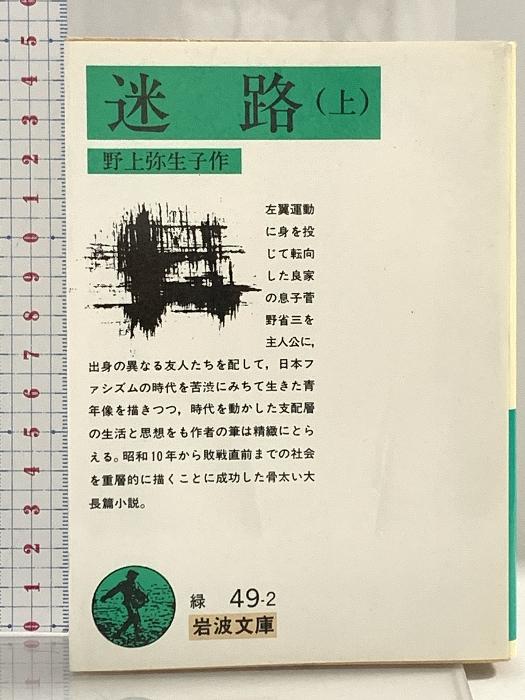 迷 路（上）
野上弥生子作
左翼運動
に身を投
じて転向
した良家
の息子菅
野省三を
主人公に，
出身の異なる友人たちを配して，日本フ
ァシズムの時代を苦渋にみちて生きた青
年像を描きつつ，時代を動かした支配層
の生活と思想をも作者の筆は精緻にとら
える。昭和10年から敗戦直前までの社会
を重層的に描くことに成功した骨太い大
長篇小説。
緑 49-2
岩波文庫